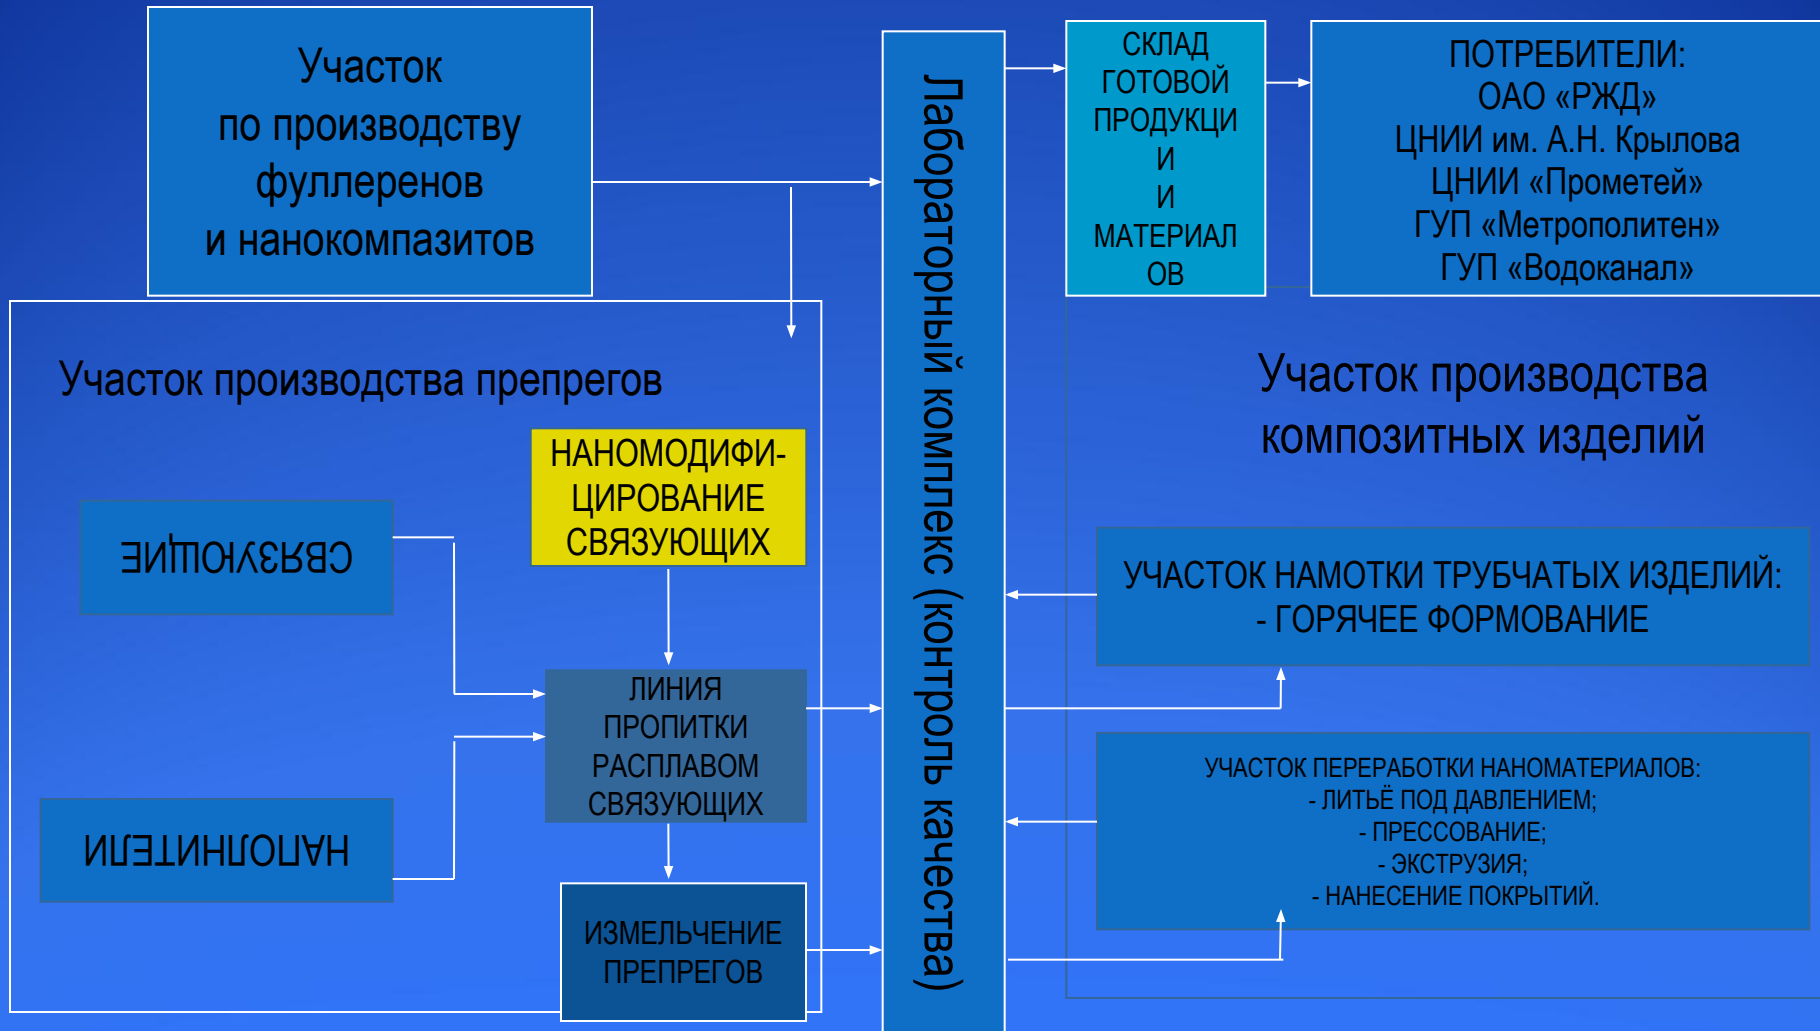 Участок
по производству
фуллеренов
и нанокомпазитов
Участок производства препрегов
НАНОМОДИФИ-
ЦИРОВАНИЕ
СВЯЗУЮЩИХ
СВЯЗУЮЩИЕ
ЛИНИЯ
ПРОПИТКИ
РАСПЛАВОМ
СВЯЗУЮЩИХ
НАПОЛНИТЕЛИ
ИЗМЕЛЬЧЕНИЕ
ПРЕПРЕГОВ
Лабораторный комплекс (контроль качества)
СКЛАД
ГОТОВОЙ
ПРОДУКЦИ
И
И
МАТЕРИАЛ
ОВ
ПОТРЕБИТЕЛИ:
ОАО «РЖД»
ЦНИИ им. А.Н. Крылова
ЦНИИ «Прометей»
ГУП «Метрополитен»
ГУП «Водоканал»
Участок производства
композитных изделий
УЧАСТОК НАМОТКИ ТРУБЧАТЫХ ИЗДЕЛИЙ:
- ГОРЯЧЕЕ ФОРМОВАНИЕ
УЧАСТОК ПЕРЕРАБОТКИ НАНОМАТЕРИАЛОВ:
- ЛИТЬЁ ПОД ДАВЛЕНИЕМ;
- ПРЕССОВАНИЕ;
- ЭКСТРУЗИЯ;
- НАНЕСЕНИЕ ПОКРЫТИЙ.